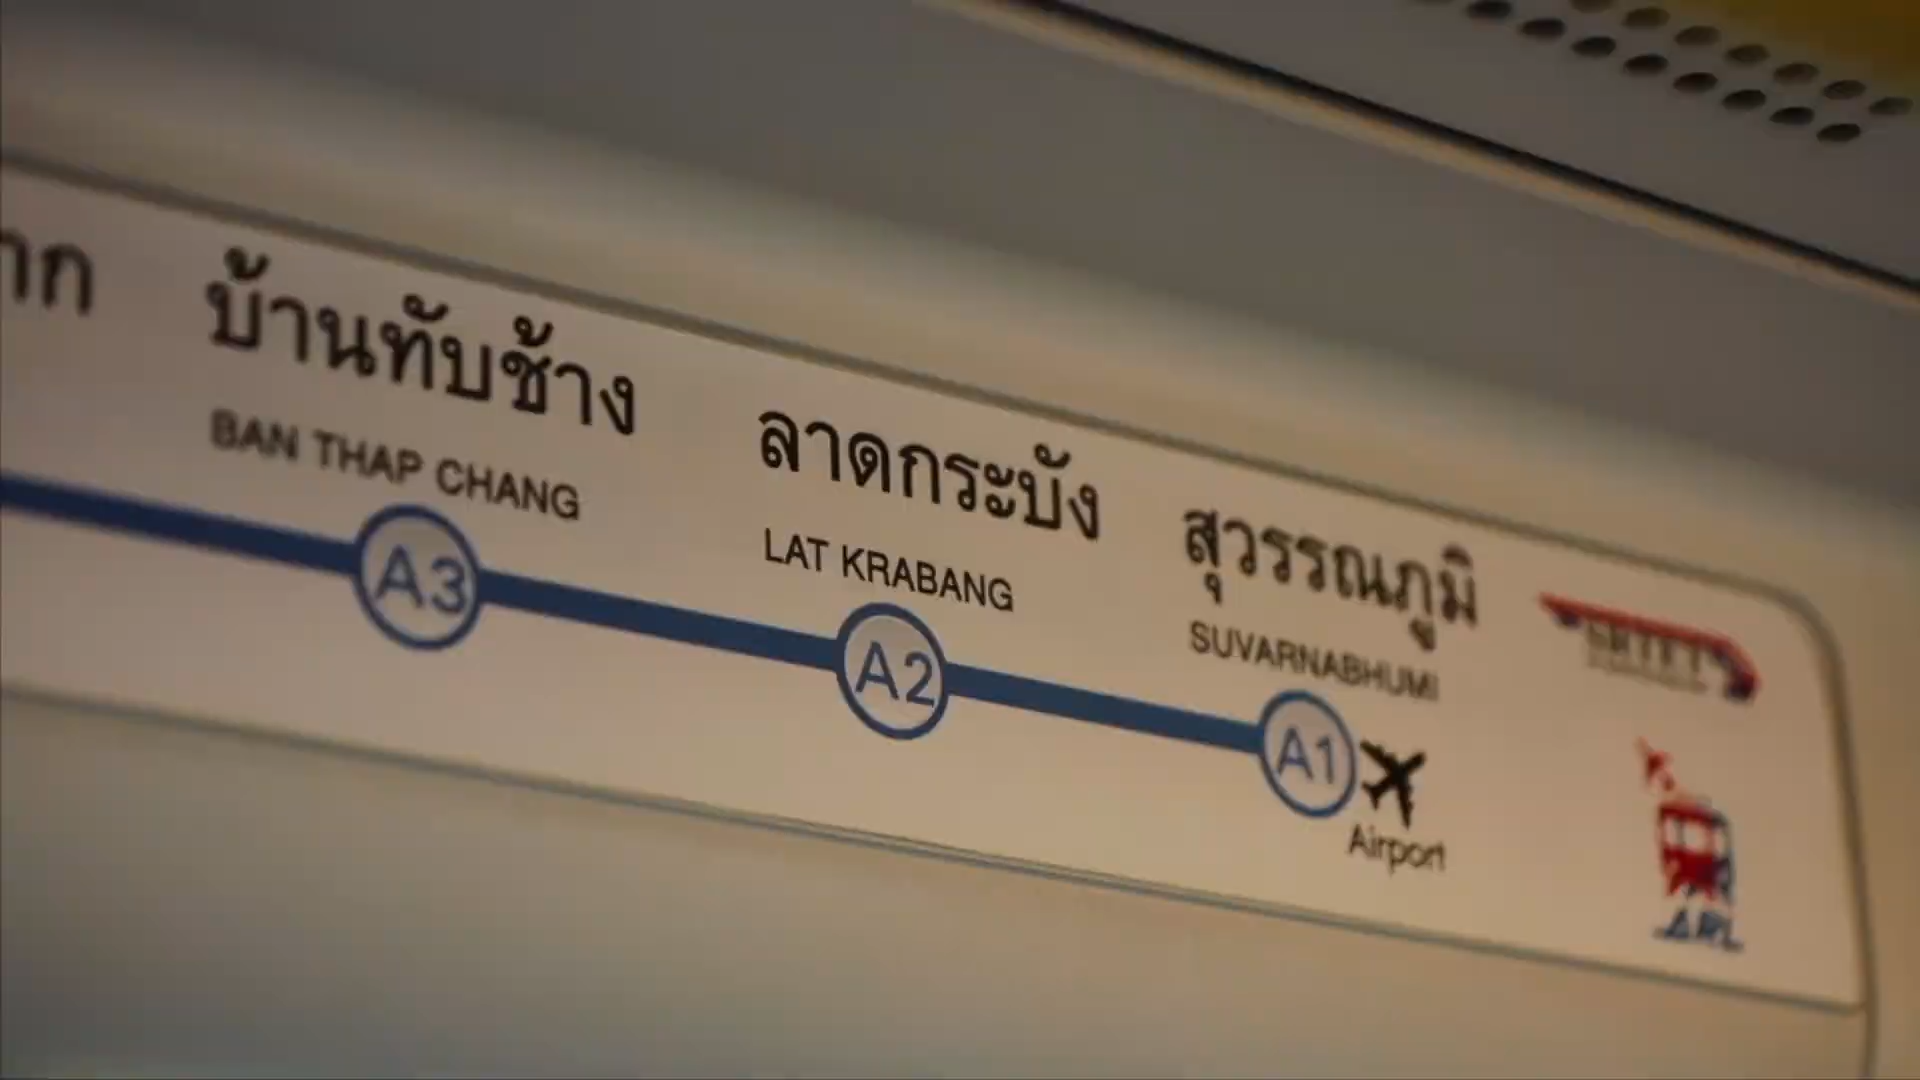 บ้านทับช้าง
BAN THAP CHANG
A3
ลาดกระบัง
LAT KRABANG
A2
สุวรรณภูมิ
SUVARNABHUMI
A1
Airport
ARL